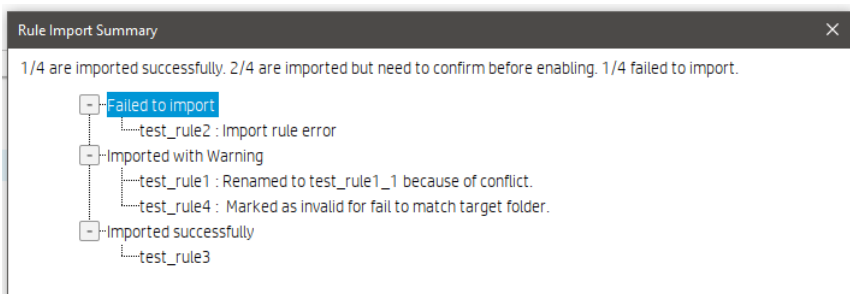 Rule Import Summary
1/4 are imported successfully. 2/4 are imported but need to confirm before enabling. 1/4 failed to import.
Failed to import
test_rule2 : Import rule error
Imported with Warning
test_rule1 : Renamed to test_rule1_1 because of conflict.
test_rule4 : Marked as invalid for fail to match target folder.
Imported successfully
test_rule3